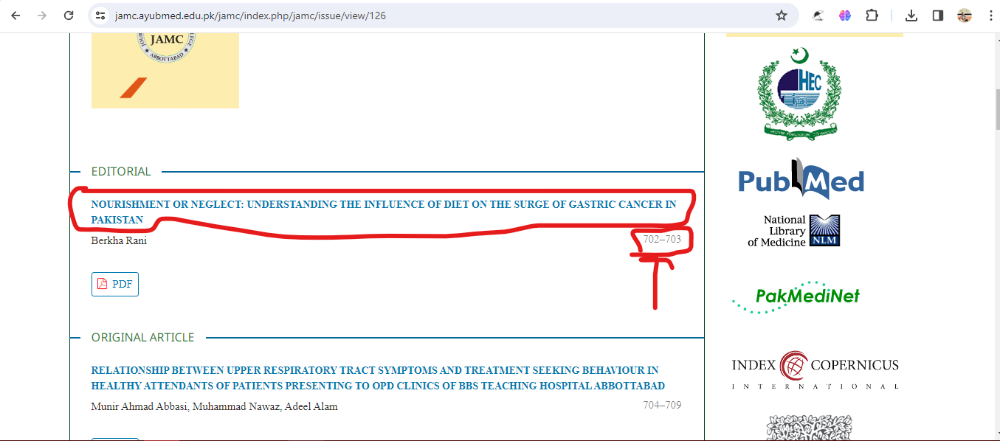 jamc.ayubmed.edu.pk/jamc/index.php/jamc/issue/view/126
JAMC
ABBOTTABAD
HEC
PubMed
National
Library
of Medicine
NLM
PakMediNet
INDEX COPERNICUS
INTERNATIONAL
EDITORIAL
NOURISHMENT OR NEGLECT: UNDERSTANDING THE INFLUENCE OF DIET ON THE SURGE OF GASTRIC CANCER IN
PAKISTAN
Berkha Rani
702–703
PDF
ORIGINAL ARTICLE
RELATIONSHIP BETWEEN UPPER RESPIRATORY TRACT SYMPTOMS AND TREATMENT SEEKING BEHAVIOUR IN
HEALTHY ATTENDANTS OF PATIENTS PRESENTING TO OPD CLINICS OF BBS TEACHING HOSPITAL ABBOTTABAD
Munir Ahmad Abbasi, Muhammad Nawaz, Adeel Alam
704–709